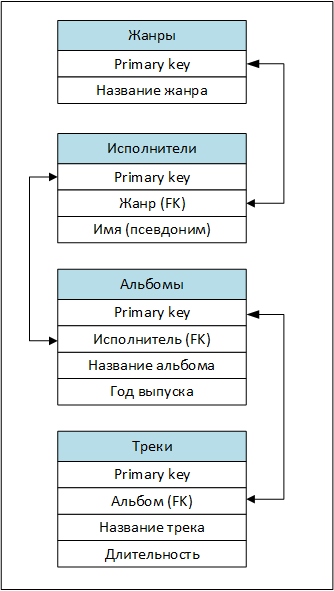 Жанры
Primary key
Название жанра
Исполнители
Primary key
Жанр (FK)
Имя (псевдоним)
Альбомы
Primary key
Исполнитель (FK)
Название альбома
Год выпуска
Треки
Primary key
Альбом (FK)
Название трека
Длительность